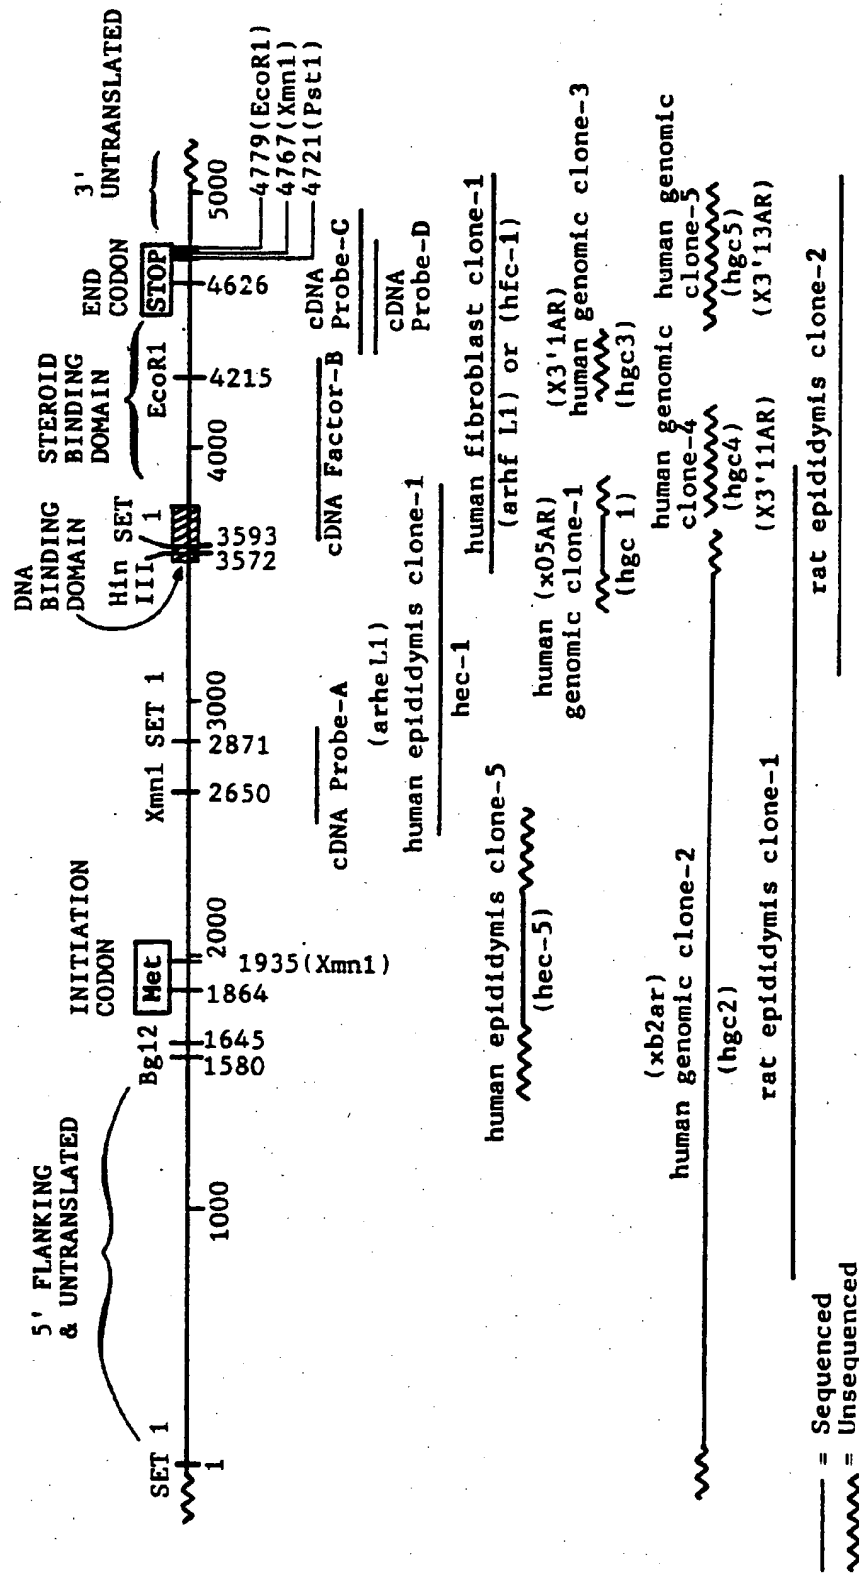 5' FLANKING
& UNTRANSLATED
INITIATION
CODON
DNA
BINDING
DOMAIN
STEROID
BINDING
DOMAIN
END
CODON
3'
UNTRANSLATED
SET 1
Bgl2
Met
Xmn1 SET 1
Hin SET
III 1
EcoR1
STOP
1
1000
1580
1645
1864
1935(Xmn1)
2000
2650
2871
3000
3572
3593
4000
4215
4626
5000
4779(EcoR1)
4767(Xmn1)
4721(Pst1)
cDNA Probe-A
cDNA Factor-B
cDNA
Probe-C
cDNA
Probe-D
(arheL1)
human epididymis clone-1
hec-1
human fibroblast clone-1
(arhf L1) or (hfc-1)
human epididymis clone-5
(hec-5)
human (x05AR)
genomic clone-1
(hgc 1)
(X3'1AR)
human genomic clone-3
(hgc3)
(xb2ar)
human genomic clone-2
(hgc2)
human genomic
clone-4
(hgc4)
(X3'11AR)
human genomic
clone-5
(hgc5)
(X3'13AR)
rat epididymis clone-1
rat epididymis clone-2
= Sequenced
= Unsequenced